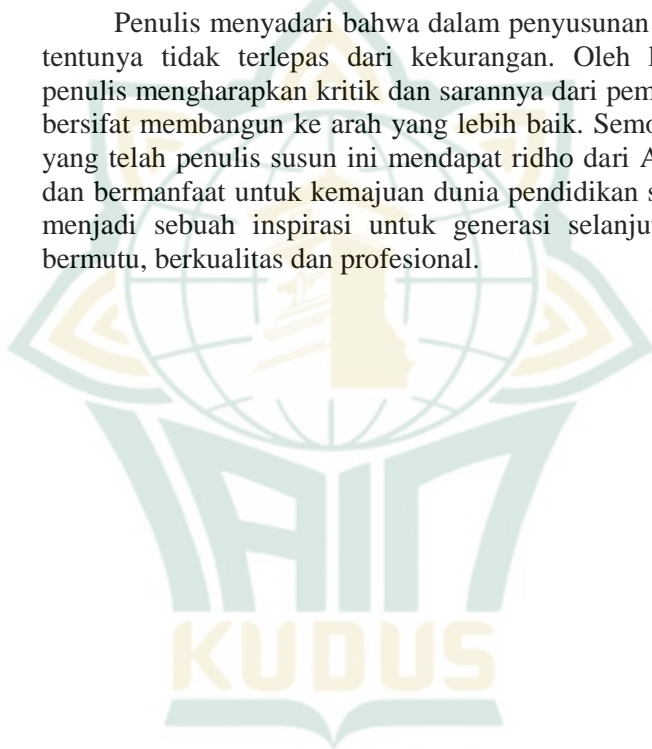 Penulis menyadari bahwa dalam penyusunan
tentunya tidak terlepas dari kekurangan. Oleh
penulis mengharapkan kritik dan sarannya dari
bersifat membangun ke arah yang lebih baik.
yang telah penulis susun ini mendapat ridho dari
dan bermanfaat untuk kemajuan dunia pendidikan
menjadi sebuah inspirasi untuk generasi
bermutu, berkualitas dan profesional.
IAIN
KUDUS